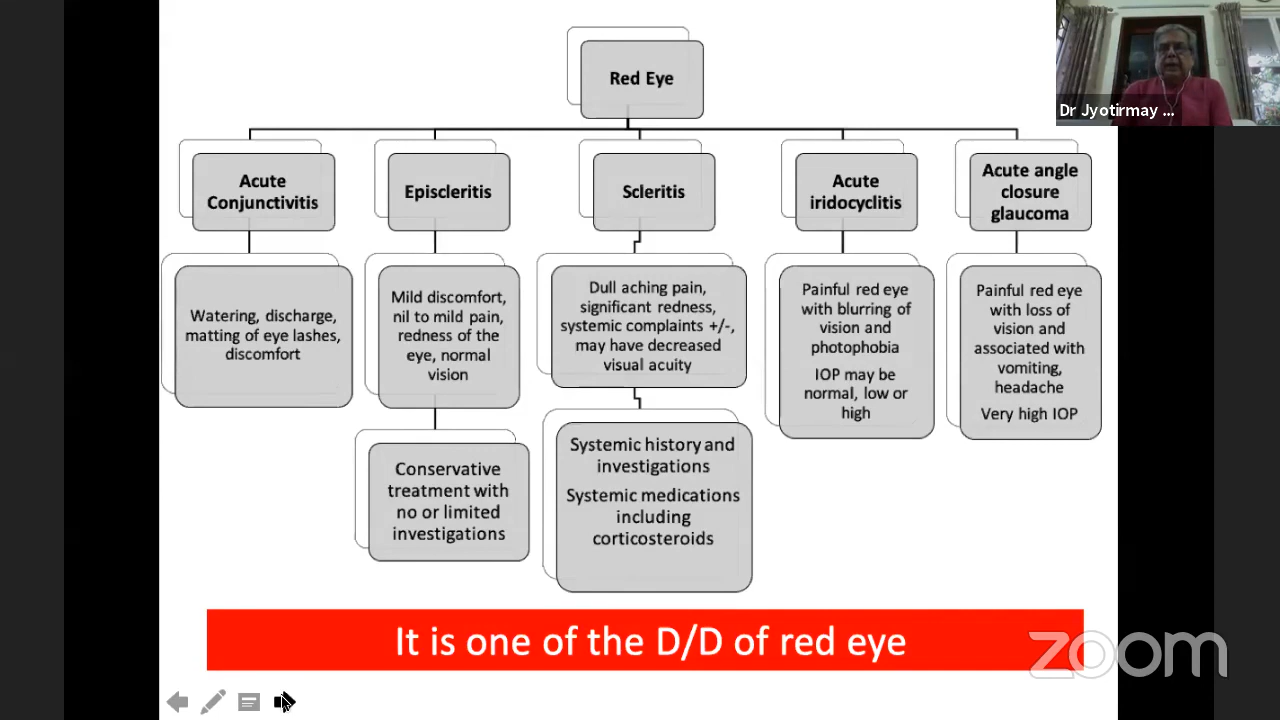 Red Eye
Dr Jyotirmay ...
Acute
Conjunctivitis
Episcleritis
Scleritis
Acute
iridocyclitis
Acute angle
closure
glaucoma
Watering, discharge,
matting of eye lashes,
discomfort
Mild discomfort,
nil to mild pain,
redness of the
eye, normal
vision
Dull aching pain,
significant redness,
systemic complaints +/-,
may have decreased
visual acuity
Painful red eye
with blurring of
vision and
photophobia
IOP may be
normal, low or
high
Painful red eye
with loss of
vision and
associated with
vomiting,
headache
Very high IOP
Conservative
treatment with
no or limited
investigations
Systemic history and
investigations
Systemic medications
including
corticosteroids
It is one of the D/D of red eye
zoom